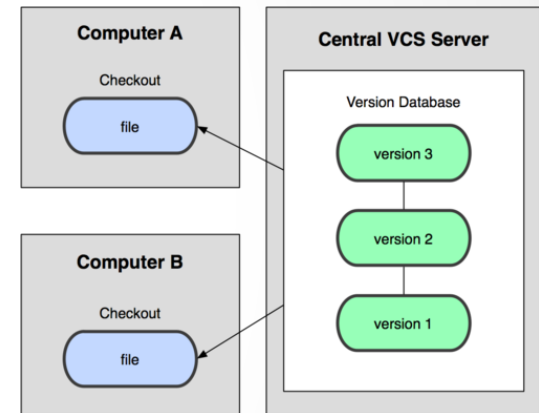 Computer A
Checkout
file
Computer B
Checkout
file
Central VCS Server
Version Database
version 3
version 2
version 1